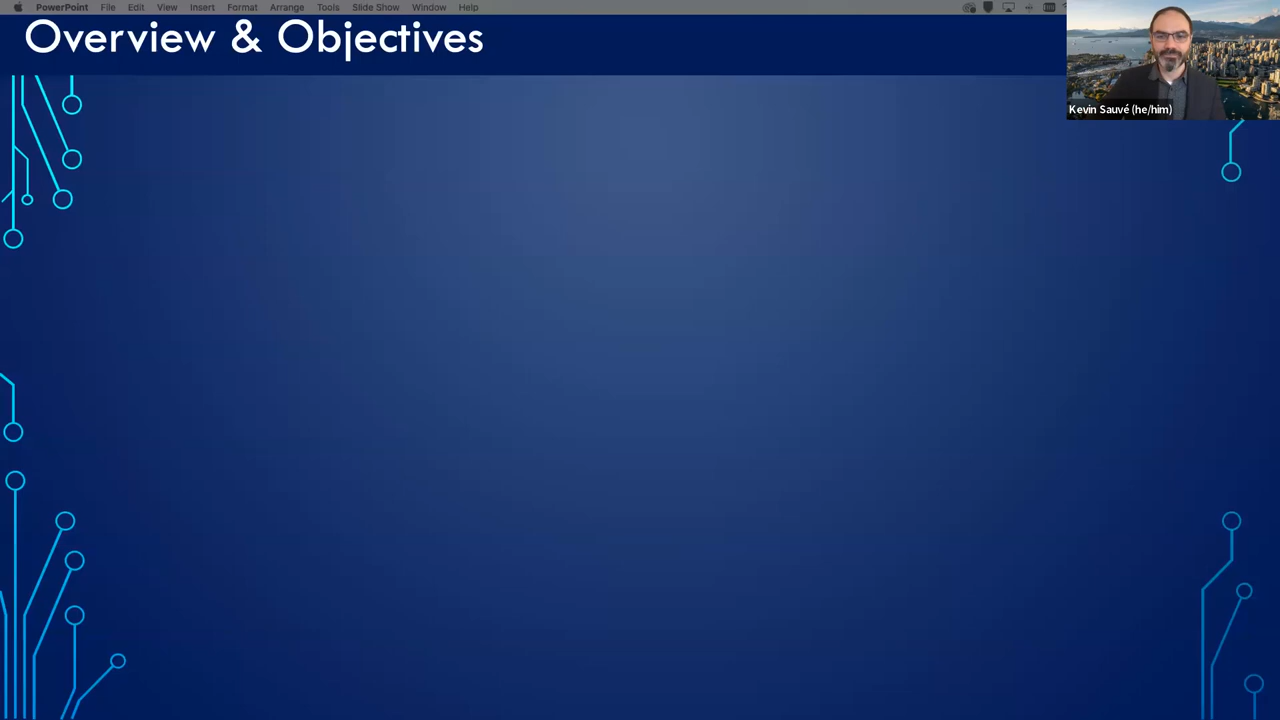 PowerPoint File Edit View Insert Format Arrange Tools Slide Show Window Help
Overview & Objectives
Kevin Sauvé (he/him)